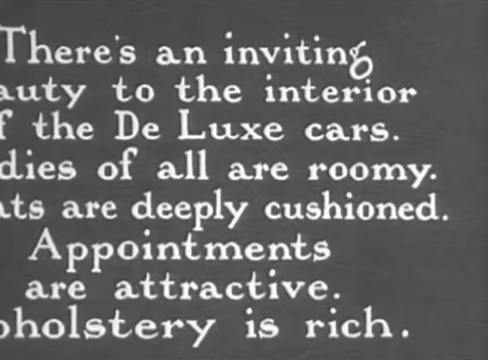 There's an inviting
auty to the interior
f the De Luxe cars.
dies of all are roomy.
ats are deeply cushioned.
Appointments
are attractive.
pholstery is rich.